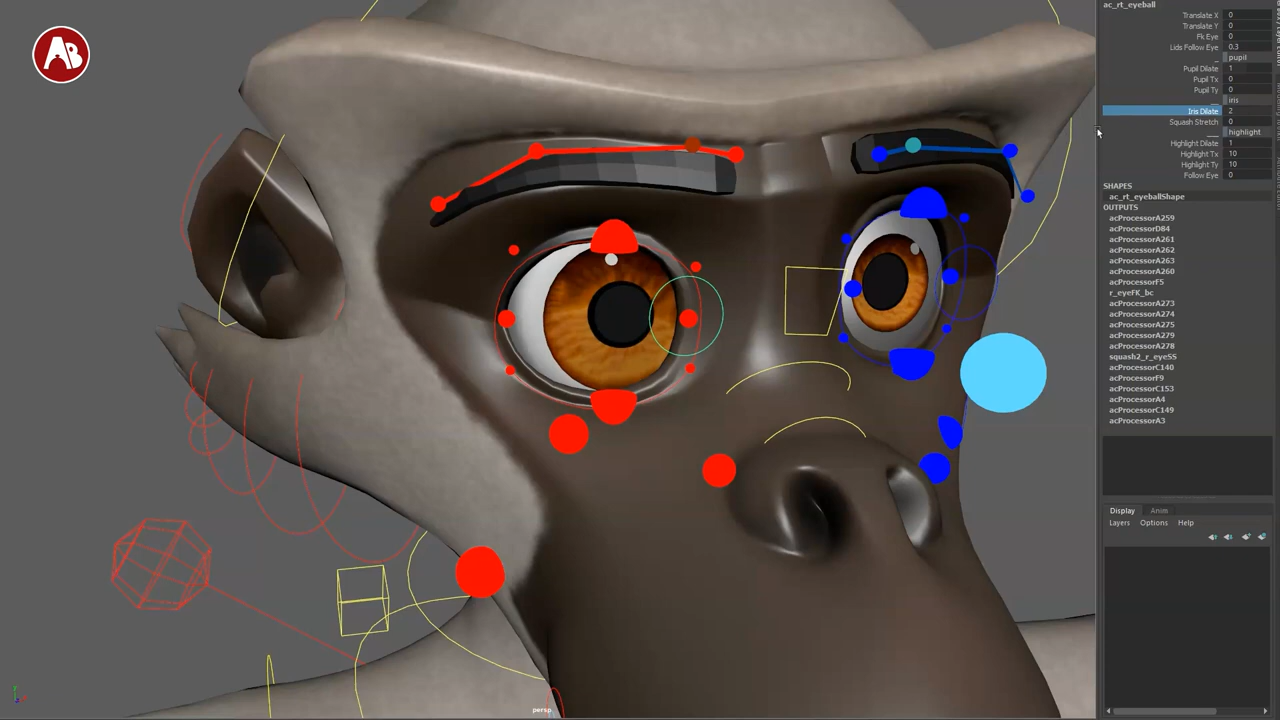 AB
ac_rt_eyeball
Translate X 0
Translate Y 0
Fk Eye 0
Lids Follow Eye 0.3
_ pupil
Pupil Dilate 1
Pupil Tx 0
Pupil Ty 0
__ iris
Iris Dilate 2
Squash Stretch 0
___ highlight
Highlight Dilate 1
Highlight Tx 10
Highlight Ty 10
Follow Eye 0
SHAPES
ac_rt_eyeballShape
OUTPUTS
acProcessorA259
acProcessorD84
acProcessorA261
acProcessorA262
acProcessorA263
acProcessorA260
acProcessorF5
r_eyeFK_bc
acProcessorA273
acProcessorA274
acProcessorA275
acProcessorA279
acProcessorA278
squash2_r_eyeSS
acProcessorC140
acProcessorF9
acProcessorC153
acProcessorA4
acProcessorC149
acProcessorA3
Display Anim
Layers Options Help
persp